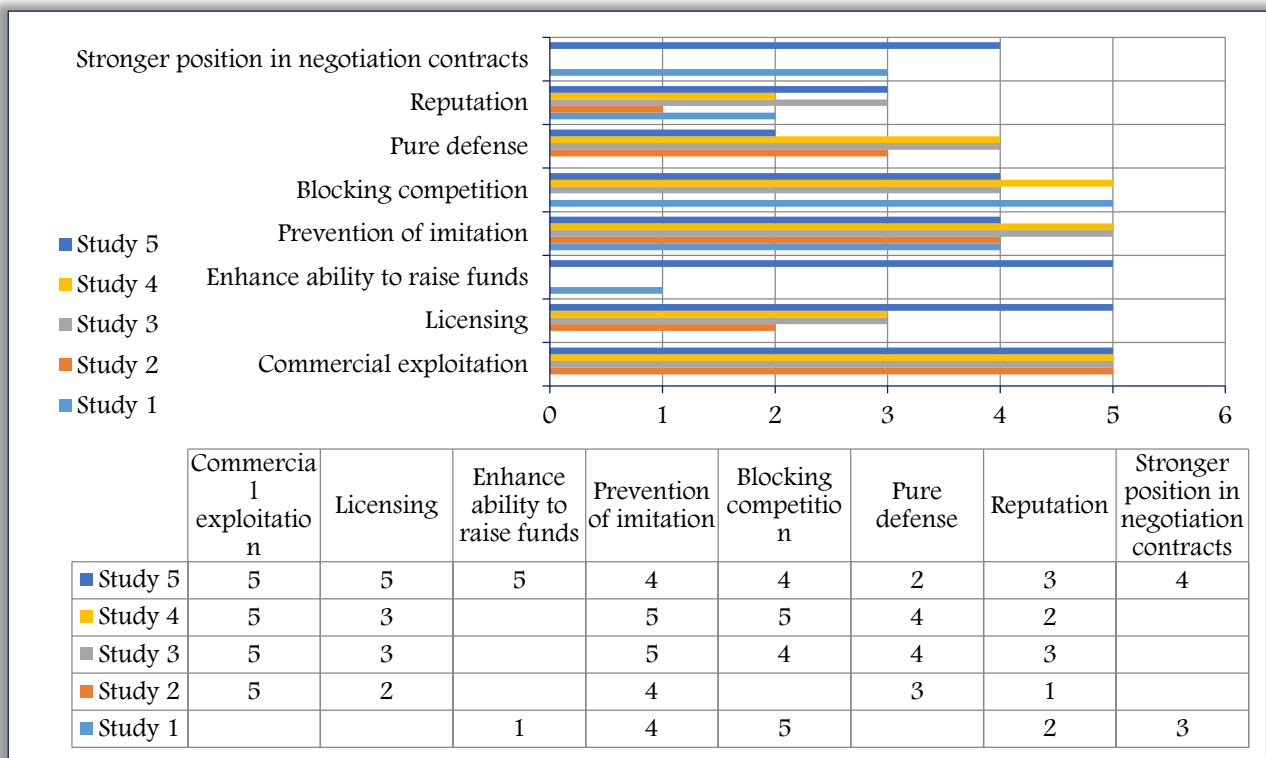 Stronger position in negotiation contracts
Reputation
Pure defense
Blocking competition
Prevention of imitation
Enhance ability to raise funds
Licensing
Commercial exploitation
Study 5
Study 4
Study 3
Study 2
Study 1
0 1 2 3 4 5 6
Commercia
l
exploitatio
n
Licensing
Enhance
ability to
raise funds
Prevention
of imitation
Blocking
competitio
n
Pure
defense
Reputation
Stronger
position in
negotiation
contracts
Study 5 5 5 5 4 4 2 3 4
Study 4 5 3 5 5 4 2
Study 3 5 3 5 4 4 3
Study 2 5 2 4 3 1
Study 1 1 4 5 2 3